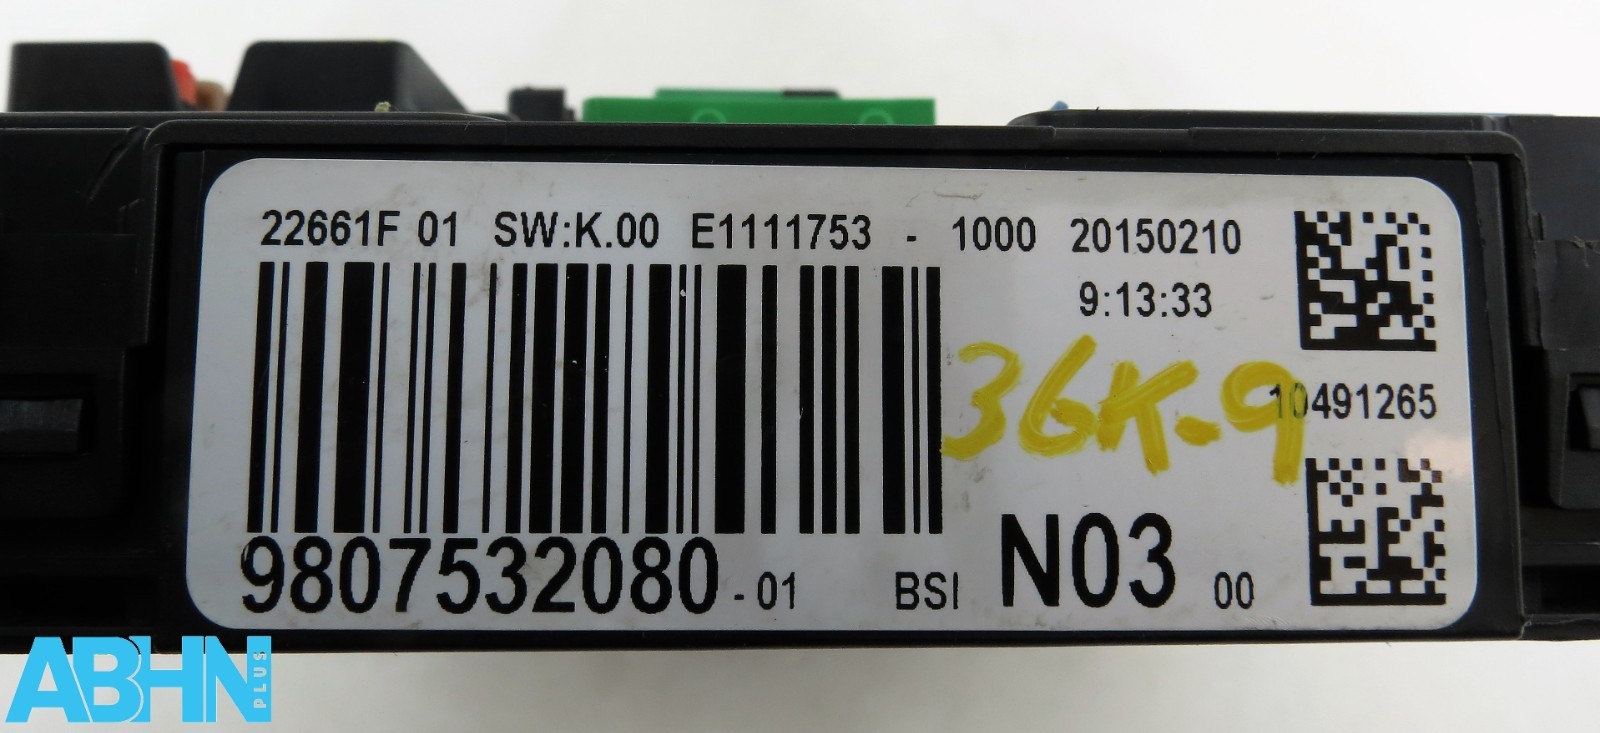 22661F 01 SW:K.00 E1111753 - 1000 20150210
9:13:33
36K-9
10491265
9807532080 -01 BSI N03 00
ABHN PLUS